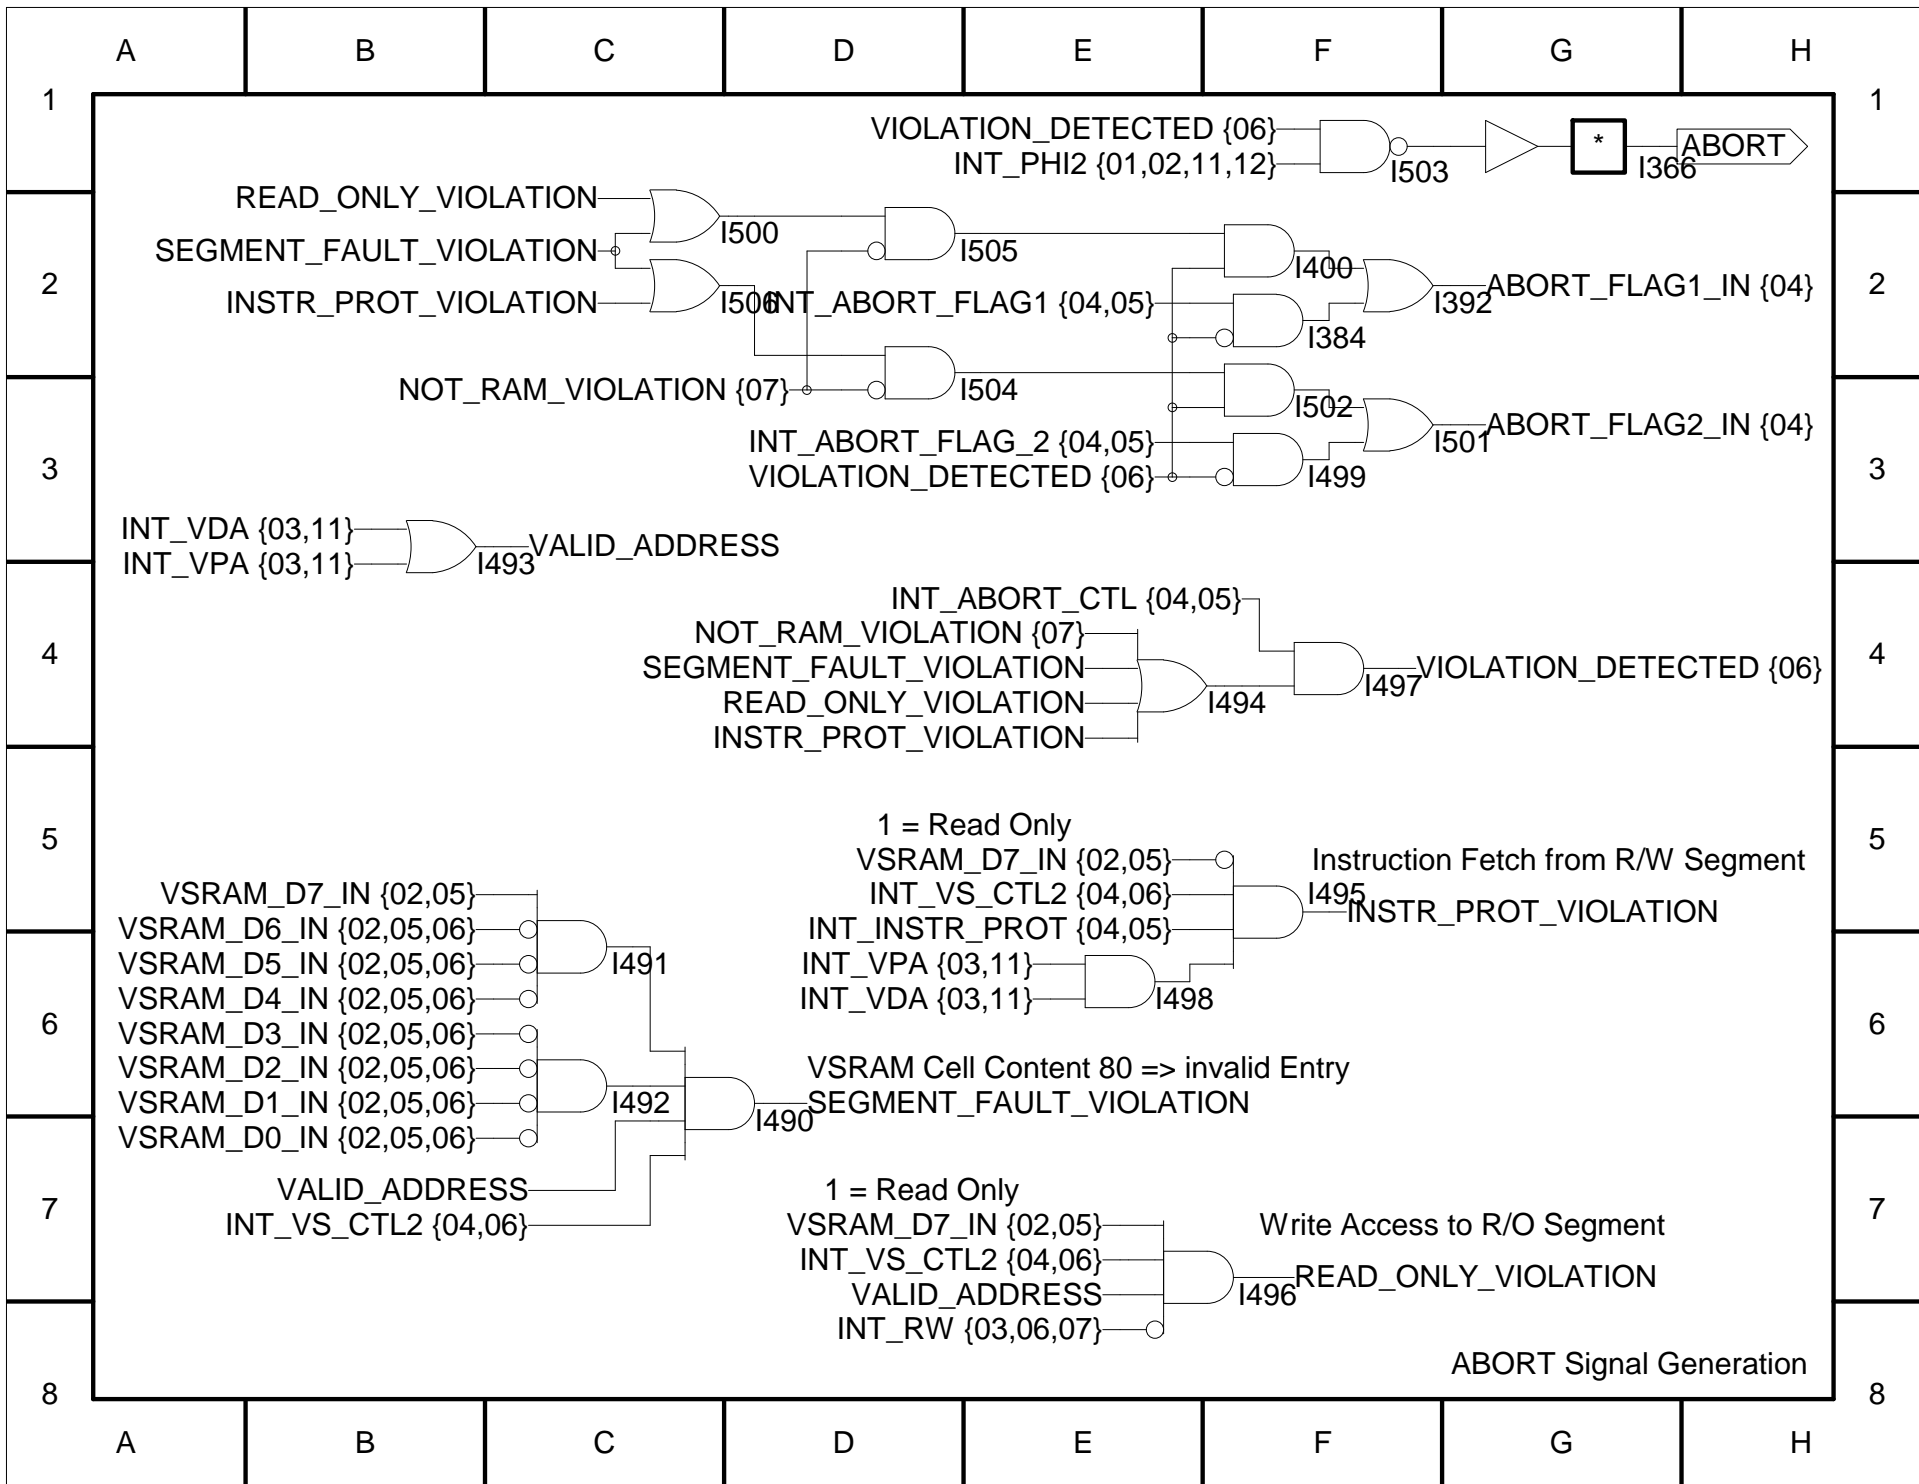 A B C D E F G H
1 1
VIOLATION_DETECTED {06}
INT_PHI2 {01,02,11,12}
I503
*
I366
ABORT
READ_ONLY_VIOLATION
I500
SEGMENT_FAULT_VIOLATION
I505
I400
2 2
INSTR_PROT_VIOLATION
I506
INT_ABORT_FLAG1 {04,05}
I392
ABORT_FLAG1_IN {04}
I384
NOT_RAM_VIOLATION {07}
I504
I502
INT_ABORT_FLAG_2 {04,05}
I501
ABORT_FLAG2_IN {04}
3 3
VIOLATION_DETECTED {06}
I499
INT_VDA {03,11}
INT_VPA {03,11}
I493
VALID_ADDRESS
INT_ABORT_CTL {04,05}
4 4
NOT_RAM_VIOLATION {07}
SEGMENT_FAULT_VIOLATION
READ_ONLY_VIOLATION
INSTR_PROT_VIOLATION
I494
I497
VIOLATION_DETECTED {06}
5 5
1 = Read Only
VSRAM_D7_IN {02,05}
Instruction Fetch from R/W Segment
INT_VS_CTL2 {04,06}
I495
INSTR_PROT_VIOLATION
INT_INSTR_PROT {04,05}
INT_VPA {03,11}
INT_VDA {03,11}
I498
VSRAM_D7_IN {02,05}
VSRAM_D6_IN {02,05,06}
VSRAM_D5_IN {02,05,06}
I491
VSRAM_D4_IN {02,05,06}
6 6
VSRAM_D3_IN {02,05,06}
VSRAM_D2_IN {02,05,06}
VSRAM_D1_IN {02,05,06}
I492
VSRAM_D0_IN {02,05,06}
VSRAM Cell Content 80 => invalid Entry
SEGMENT_FAULT_VIOLATION
I490
7 7
VALID_ADDRESS
INT_VS_CTL2 {04,06}
1 = Read Only
VSRAM_D7_IN {02,05}
Write Access to R/O Segment
INT_VS_CTL2 {04,06}
VALID_ADDRESS
I496
READ_ONLY_VIOLATION
INT_RW {03,06,07}
ABORT Signal Generation
8 8
A B C D E F G H